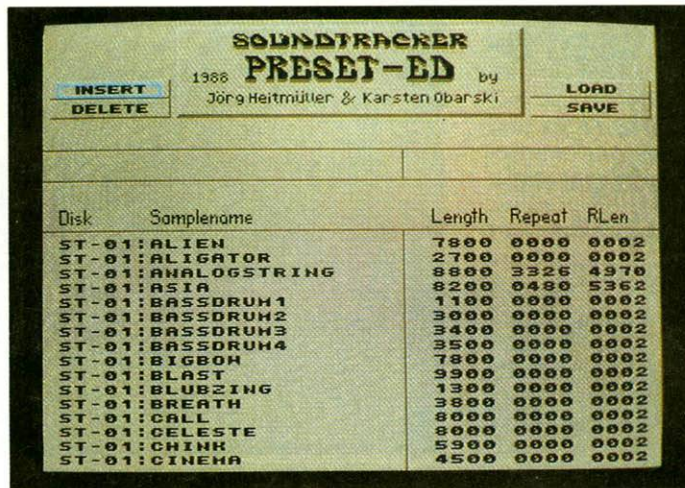 SOUNDTRACKER
1988 PRESET-ED by
Jörg Heitmüller & Karsten Obarski
INSERT
DELETE
LOAD
SAVE
Disk Samplename Length Repeat RLen
ST-01:ALIEN 7800 0000 0002
ST-01:ALIGATOR 2700 0000 0002
ST-01:ANALOGSTRING 8800 3326 4970
ST-01:ASIA 8200 0480 5362
ST-01:BASSDRUM1 1100 0000 0002
ST-01:BASSDRUM2 3000 0000 0002
ST-01:BASSDRUM3 3400 0000 0002
ST-01:BASSDRUM4 3500 0000 0002
ST-01:BIGBOW 7800 0000 0002
ST-01:BLAST 9900 0000 0002
ST-01:BLUBZING 1300 0000 0002
ST-01:BREATH 3800 0000 0002
ST-01:CALL 8000 0000 0002
ST-01:CELESTE 8000 0000 0002
ST-01:CHINK 5900 0000 0002
ST-01:CINEMA 4500 0000 0002